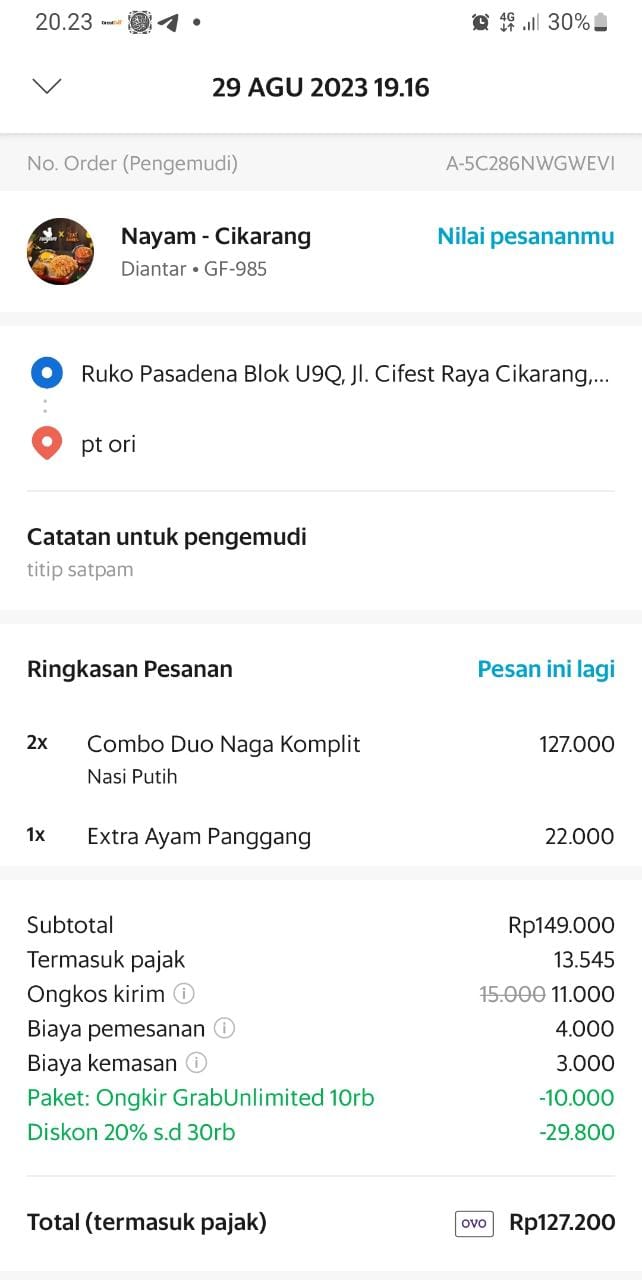 20.23 4G 30%
29 AGU 2023 19.16
No. Order (Pengemudi) A-5C286NWGWEVI
Nayam - Cikarang Nilai pesananmu
Diantar • GF-985
Ruko Pasadena Blok U9Q, Jl. Cifest Raya Cikarang,...
pt ori
Catatan untuk pengemudi
titip satpam
Ringkasan Pesanan Pesan ini lagi
2x Combo Duo Naga Komplit 127.000
Nasi Putih
1x Extra Ayam Panggang 22.000
Subtotal Rp149.000
Termasuk pajak 13.545
Ongkos kirim 15.000 11.000
Biaya pemesanan 4.000
Biaya kemasan 3.000
Paket: Ongkir GrabUnlimited 10rb -10.000
Diskon 20% s.d 30rb -29.800
Total (termasuk pajak) OVO Rp127.200